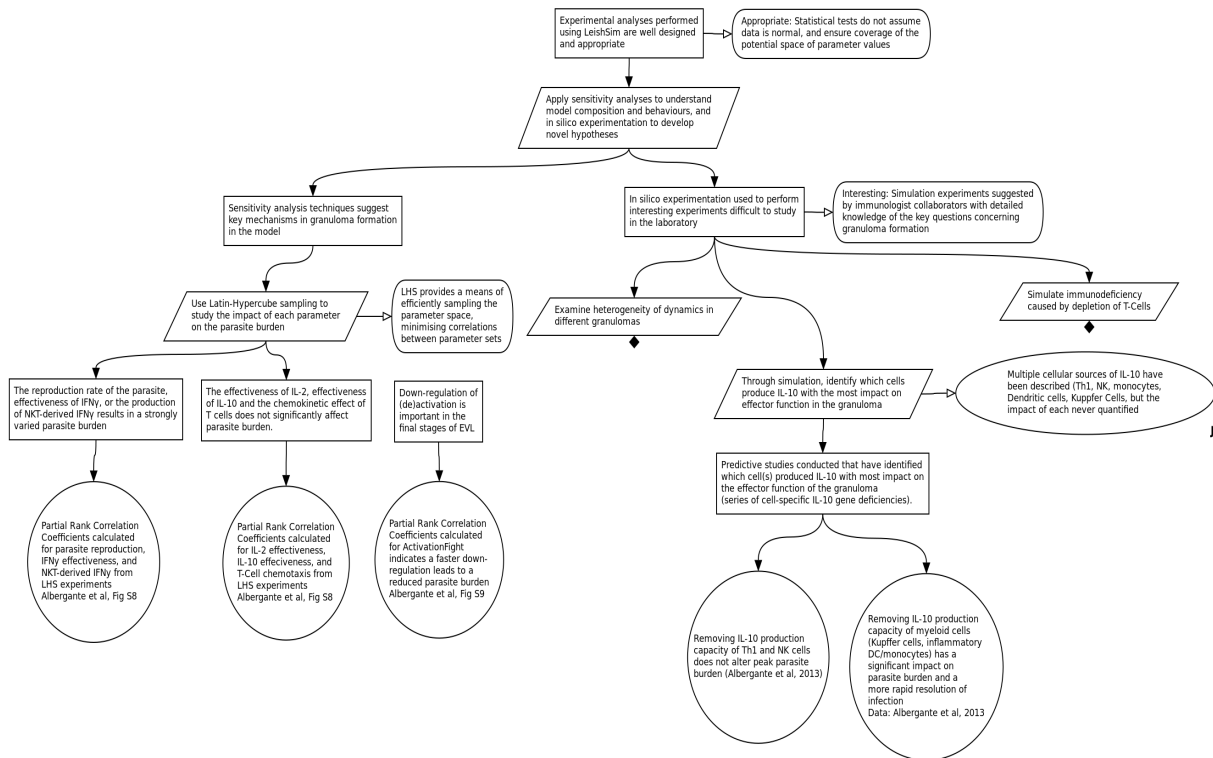 Experimental analyses performed
using LeishSim are well designed
and appropriate
Appropriate: Statistical tests do not assume
data is normal, and ensure coverage of the
potential space of parameter values
Apply sensitivity analyses to understand
model composition and behaviours, and
in silico experimentation to develop
novel hypotheses
Sensitivity analysis techniques suggest
key mechanisms in granuloma formation
in the model
In silico experimentation used to perform
interesting experiments difficult to study
in the laboratory
Interesting: Simulation experiments suggested
by immunologist collaborators with detailed
knowledge of the key questions concerning
granuloma formation
Use Latin-Hypercube sampling to
study the impact of each parameter
on the parasite burden
LHS provides a means of
efficiently sampling the
parameter space,
minimising correlations
between parameter sets
Examine heterogeneity of dynamics in
different granulomas
Simulate immunodeficiency
caused by depletion of T-Cells
The reproduction rate of the parasite,
effectiveness of IFNγ, or the production
of NKT-derived IFNγ results in a strongly
varied parasite burden
The effectiveness of IL-2, effectiveness
of IL-10 and the chemokinetic effect of
T cells does not significantly affect
parasite burden.
Down-regulation of
(de)activation is
important in the
final stages of EVL
Through simulation, identify which cells
produce IL-10 with the most impact on
effector function in the granuloma
Multiple cellular sources of IL-10 have
been described (Th1, NK, monocytes,
Dendritic cells, Kuppfer Cells, but the
impact of each never quantified
J
Predictive studies conducted that have identified
which cell(s) produced IL-10 with most impact on
the effector function of the granuloma
(series of cell-specific IL-10 gene deficiencies).
Partial Rank Correlation
Coefficients calculated
for parasite reproduction,
IFNγ effectiveness, and
NKT-derived IFNγ from
LHS experiments
Albergante et al, Fig S8
Partial Rank Correlation
Coefficients calculated
for IL-2 effectiveness,
IL-10 effeciveness, and
T-Cell chemotaxis from
LHS experiments
Albergante et al, Fig S8
Partial Rank Correlation
Coefficients calculated
for ActivationFight
indicates a faster down-
regulation leads to a
reduced parasite burden
Albergante et al, Fig S9
Removing IL-10 production
capacity of Th1 and NK cells
does not alter peak parasite
burden (Albergante et al, 2013)
Removing IL-10 production
capacity of myeloid cells
(Kupffer cells, inflammatory
DC/monocytes) has a
significant impact on
parasite burden and a
more rapid resolution of
infection
Data: Albergante et al, 2013